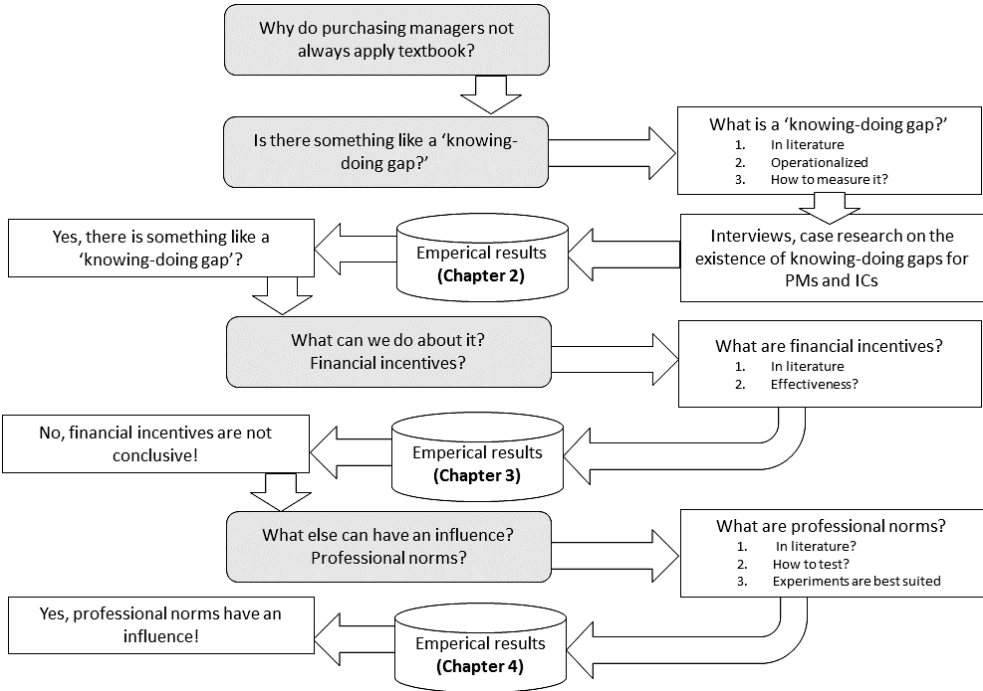 Why do purchasing managers not
always apply textbook?
Is there something like a ‘knowing-
doing gap?’
What is a ‘knowing-doing gap?’
1. In literature
2. Operationalized
3. How to measure it?
Interviews, case research on the
existence of knowing-doing gaps for
PMs and ICs
Emperical results
(Chapter 2)
Yes, there is something like a
‘knowing-doing gap’?
What can we do about it?
Financial incentives?
What are financial incentives?
1. In literature
2. Effectiveness?
Emperical results
(Chapter 3)
No, financial incentives are not
conclusive!
What else can have an influence?
Professional norms?
What are professional norms?
1. In literature?
2. How to test?
3. Experiments are best suited
Emperical results
(Chapter 4)
Yes, professional norms have an
influence!